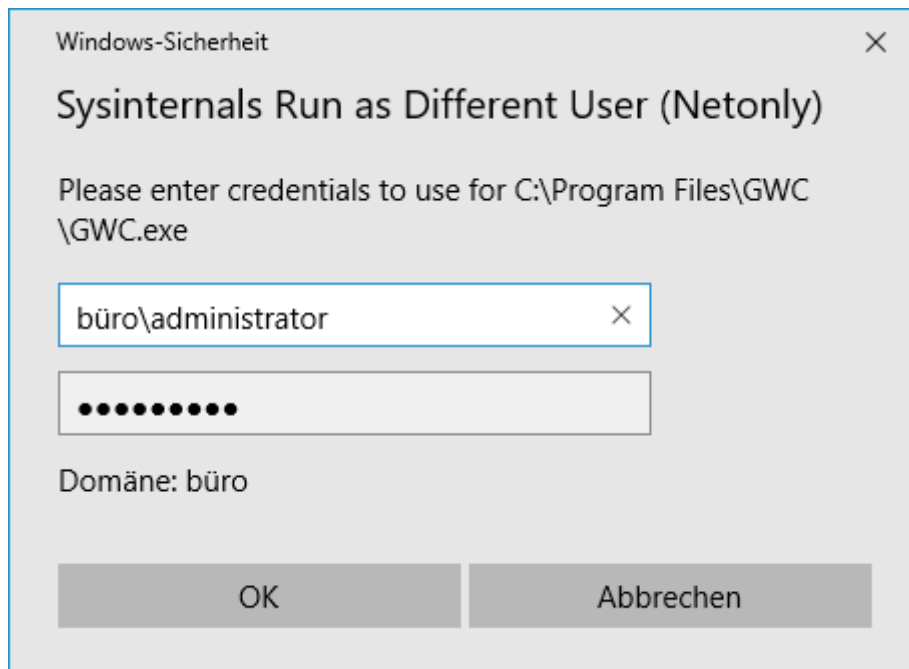 Windows-Sicherheit
Sysinternals Run as Different User (Netonly)
Please enter credentials to use for C:\Program Files\GWC
\GWC.exe
büro\administrator
●●●●●●●●●
Domäne: büro
OK Abbrechen